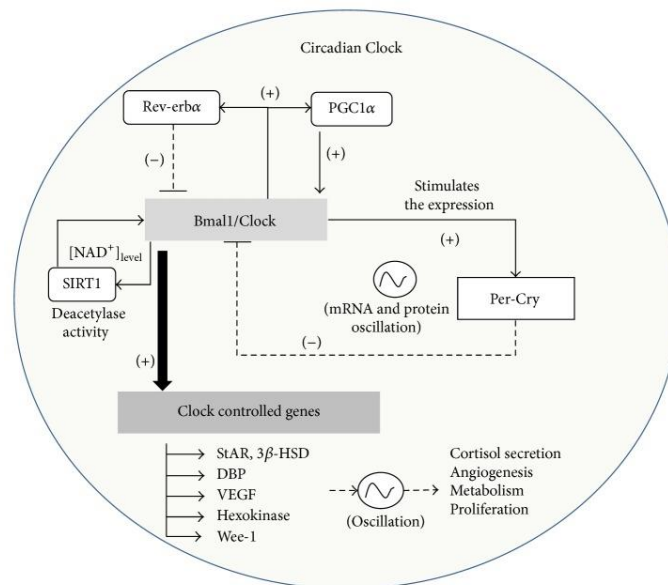 Circadian Clock
Rev-erbα
(+)
PGC1α
(−)
(+)
Bmal1/Clock
Stimulates
the expression
(+)
[NAD⁺]level
SIRT1
Deacetylase
activity
(mRNA and protein
oscillation)
Per-Cry
(−)
(+)
Clock controlled genes
StAR, 3β-HSD
DBP
VEGF
Hexokinase
Wee-1
(Oscillation)
Cortisol secretion
Angiogenesis
Metabolism
Proliferation